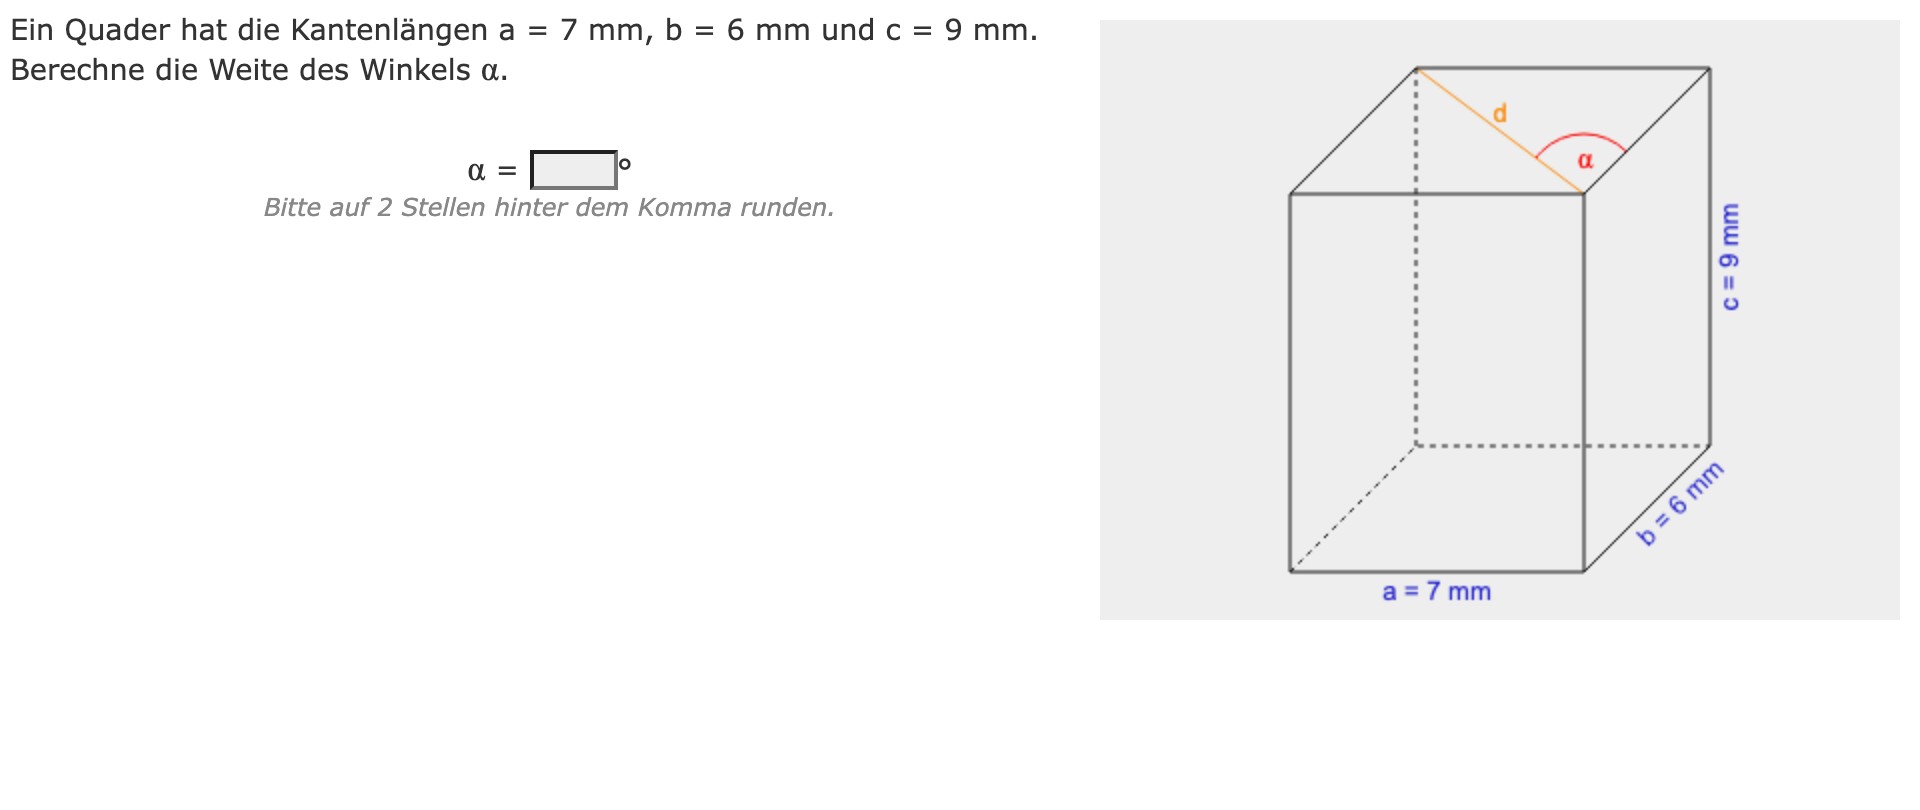 Ein Quader hat die Kantenlängen a = 7 mm, b = 6 mm und c = 9 mm.
Berechne die Weite des Winkels α.
α = °
Bitte auf 2 Stellen hinter dem Komma runden.
d
α
c = 9 mm
b = 6 mm
a = 7 mm